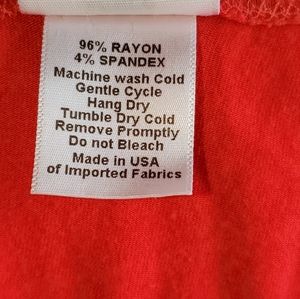 96% RAYON
4% SPANDEX
Machine wash Cold
Gentle Cycle
Hang Dry
Tumble Dry Cold
Remove Promptly
Do not Bleach
Made in USA
of Imported Fabrics